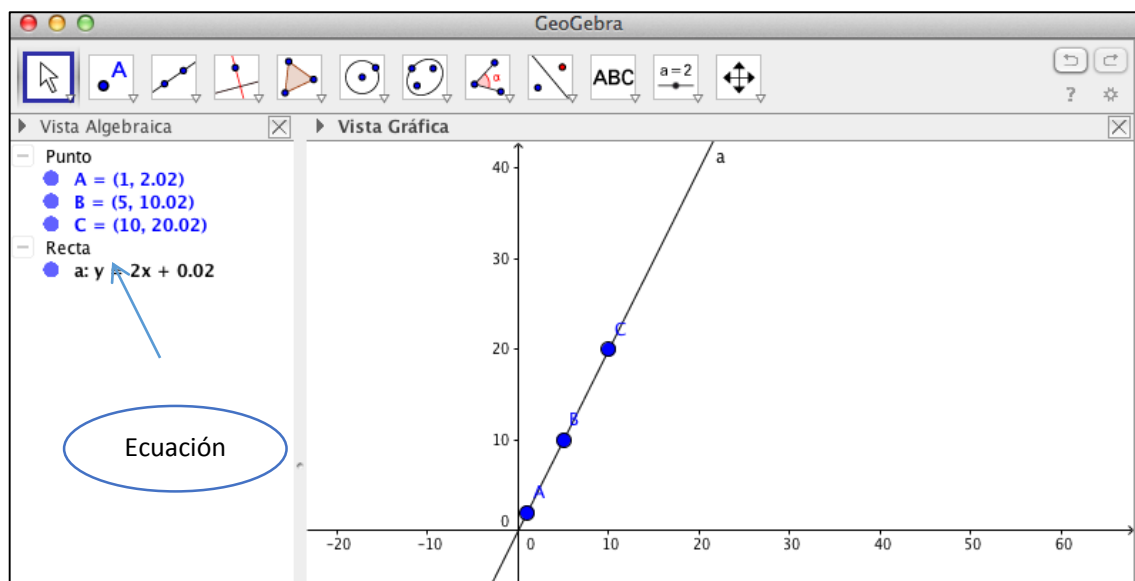 GeoGebra
A
α
ABC
a=2
?
Vista Algebraica
Vista Gráfica
Punto
A = (1, 2.02)
B = (5, 10.02)
C = (10, 20.02)
Recta
a: y = 2x + 0.02
Ecuación
a
40
30
C
20
B
10
A
0
-20 -10 0 10 20 30 40 50 60